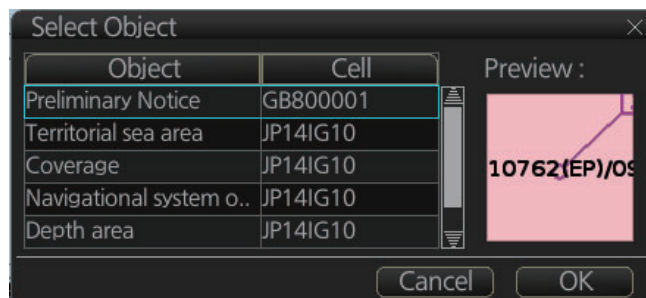 Select Object
Object Cell Preview :
Preliminary Notice GB800001
Territorial sea area JP14IG10
Coverage JP14IG10
10762(EP)/09
Navigational system o.. JP14IG10
Depth area JP14IG10
Cancel OK